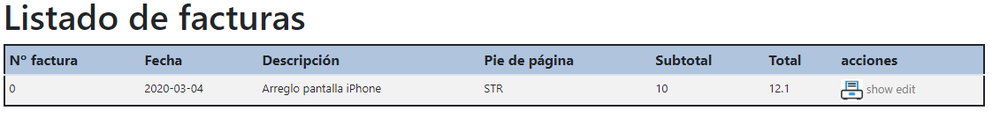 Listado de facturas
Nº factura Fecha Descripción Pie de página Subtotal Total acciones
0 2020-03-04 Arreglo pantalla iPhone STR 10 12.1 show edit